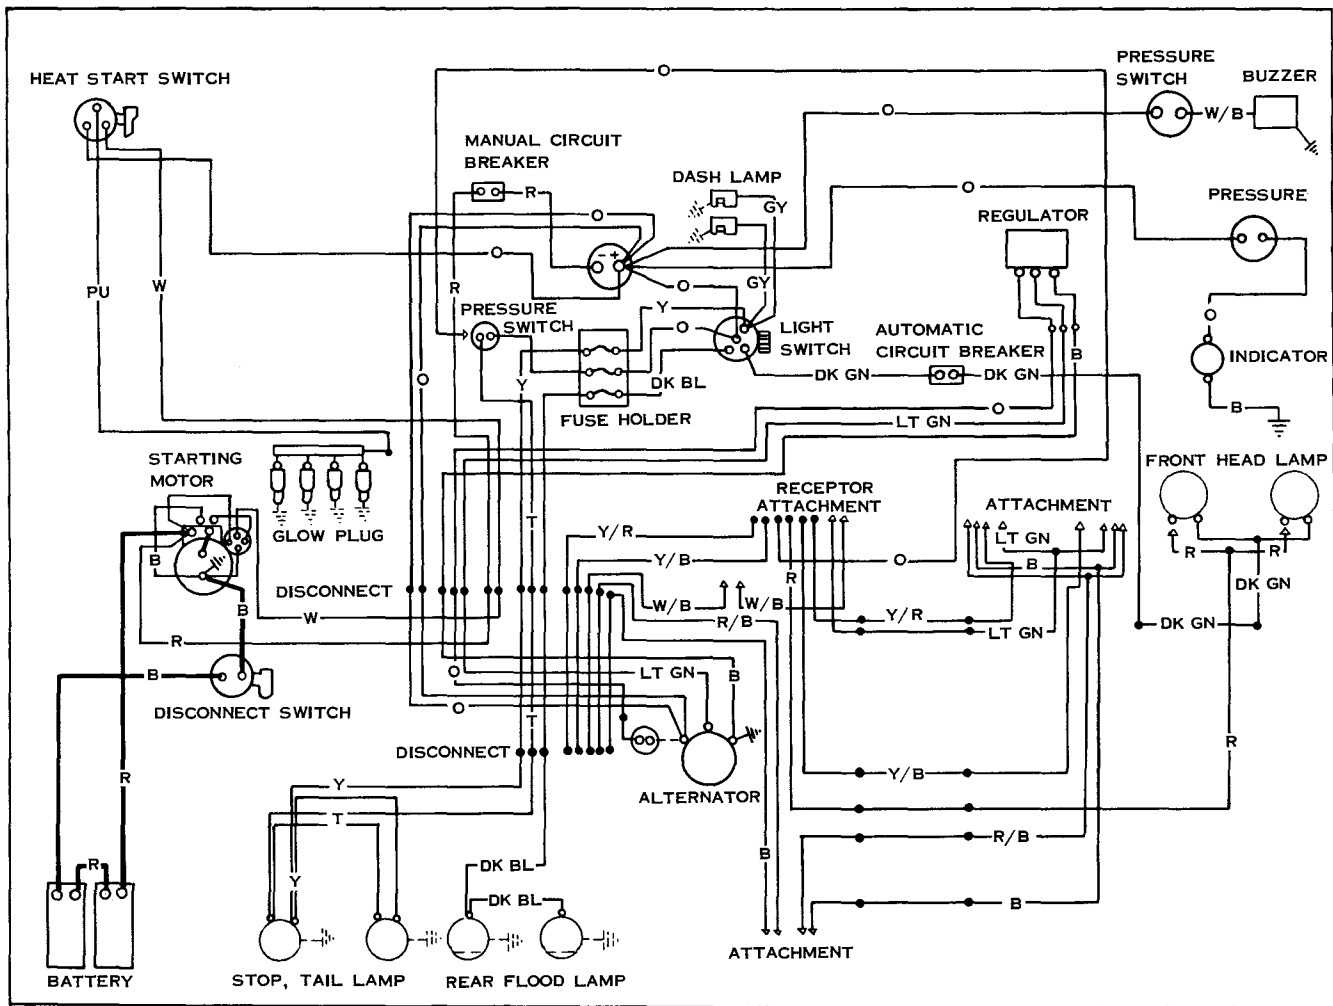 PRESSURE
SWITCH
BUZZER
HEAT START SWITCH
O
O
W/B
MANUAL CIRCUIT
BREAKER
DASH LAMP
R
O
PRESSURE
GY
REGULATOR
O
- +
O
PU
W
R
O
GY
PRESSURE
SWITCH
Y
O
LIGHT
SWITCH
AUTOMATIC
CIRCUIT BREAKER
B
O
INDICATOR
O
Y
DK BL
DK GN
DK GN
FUSE HOLDER
O
LT GN
B
STARTING
MOTOR
GLOW PLUG
FRONT HEAD LAMP
RECEPTOR
ATTACHMENT
ATTACHMENT
T
Y/R
LT GN
R
R
B
Y/B
O
B
R
DK GN
DISCONNECT
B
W
W/B
W/B
R/B
Y/R
LT GN
DK GN
R
B
O
LT GN
B
DISCONNECT SWITCH
O
T
DISCONNECT
R
R
Y
Y/B
ALTERNATOR
T
R/B
R
DK BL
B
Y
DK BL
B
ATTACHMENT
BATTERY
STOP, TAIL LAMP
REAR FLOOD LAMP